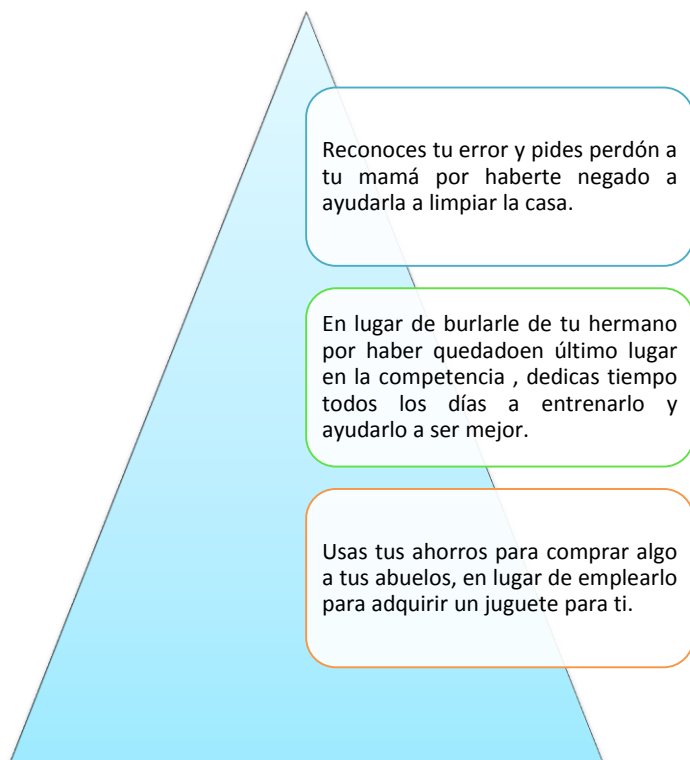 Reconoces tu error y pides perdón a
tu mamá por haberte negado a
ayudarla a limpiar la casa.
En lugar de burlarle de tu hermano
por haber quedadoen último lugar
en la competencia , dedicas tiempo
todos los días a entrenarlo y
ayudarlo a ser mejor.
Usas tus ahorros para comprar algo
a tus abuelos, en lugar de emplearlo
para adquirir un juguete para ti.